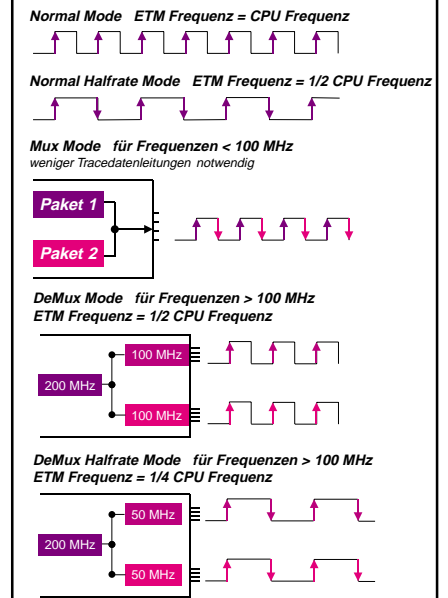 Normal Mode ETM Frequenz = CPU Frequenz
Normal Halfrate Mode ETM Frequenz = 1/2 CPU Frequenz
Mux Mode für Frequenzen < 100 MHz
weniger Tracedatenleitungen notwendig
Paket 1
Paket 2
DeMux Mode für Frequenzen > 100 MHz
ETM Frequenz = 1/2 CPU Frequenz
100 MHz
200 MHz
100 MHz
DeMux Halfrate Mode für Frequenzen > 100 MHz
ETM Frequenz = 1/4 CPU Frequenz
50 MHz
200 MHz
50 MHz